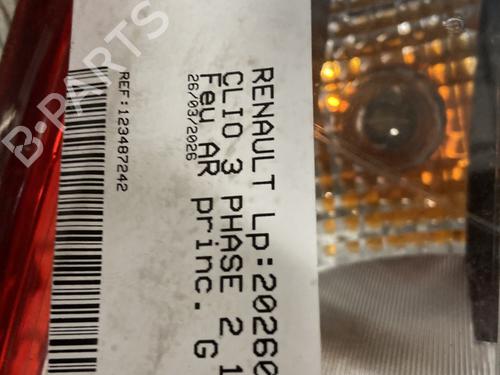 RENAULT Lp:20260
CLIO 3 PHASE 2 1
Feu AR princ. G
26/03/2026
REF:123487242
B-PARTS